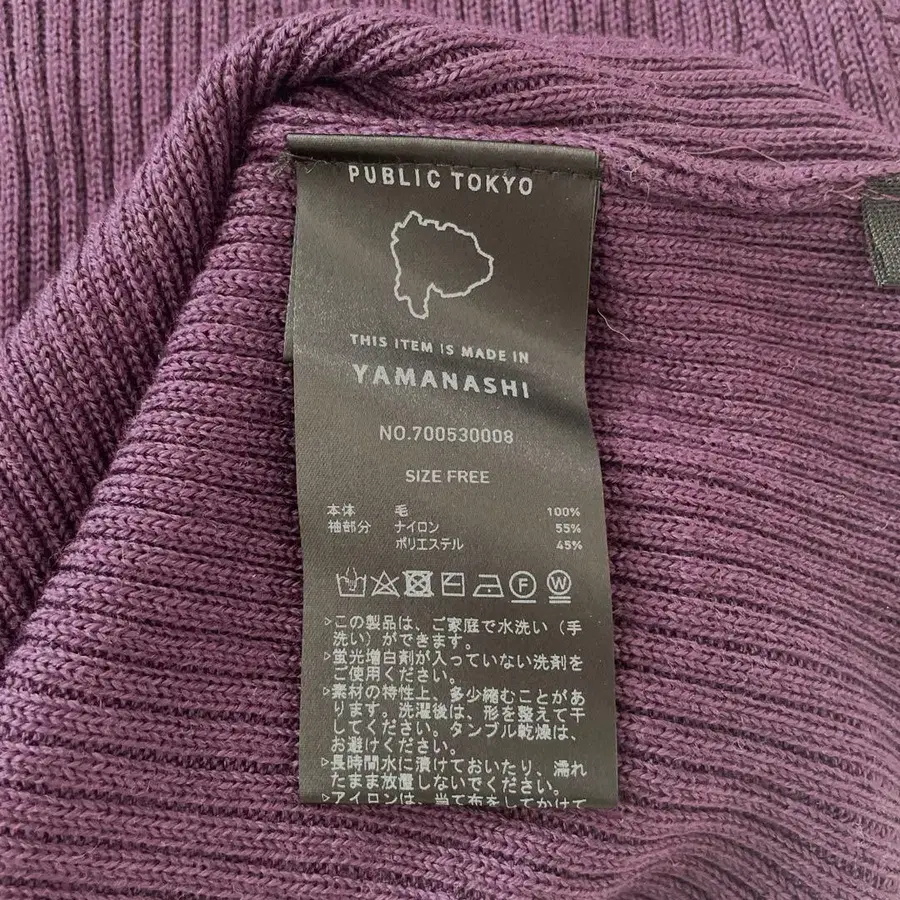 PUBLIC TOKYO
THIS ITEM IS MADE IN
YAMANASHI
NO.700530008
SIZE FREE
本体 毛 100%
袖部分 ナイロン 55%
ポリエステル 45%
F W
▷この製品は、ご家庭で水洗い（手
洗い）ができます。
▷蛍光増白剤が入っていない洗剤を
ご使用ください。
▷素材の特性上、多少縮むことがあ
ります。洗濯後は、形を整えて干
してください。タンブル乾燥は、
お避けください。
▷長時間水に漬けておいたり、濡れ
たまま放置しないでください。
▷アイロンは、当て布をしてかけて